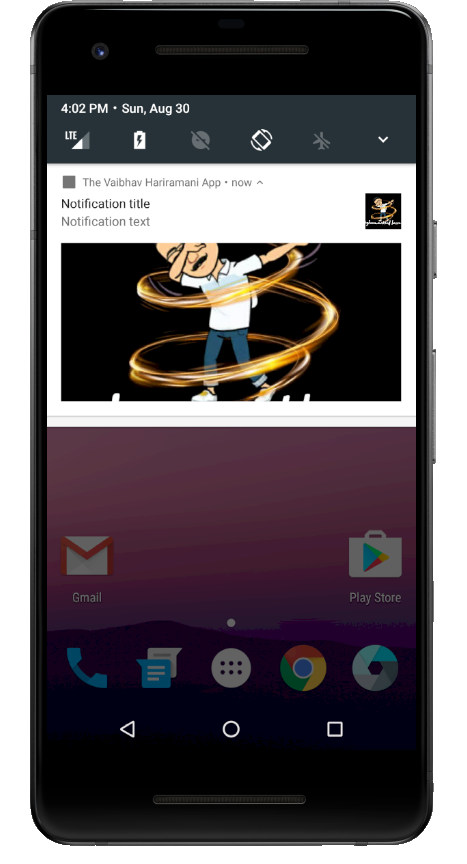 4:02 PM • Sun, Aug 30
LTE
The Vaibhav Hariramani App • now
Notification title
Notification text
Gmail
Play Store